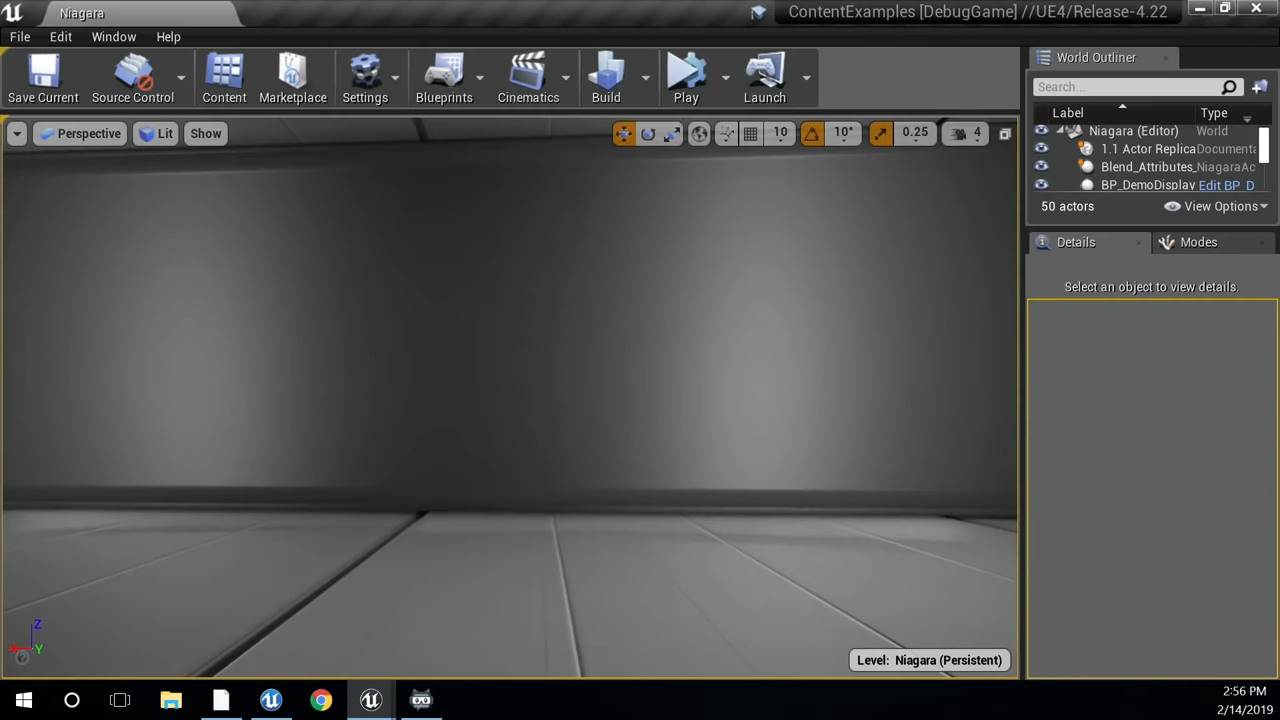 Niagara
ContentExamples [DebugGame] //UE4/Release-4.22
File Edit Window Help
Save Current Source Control Content Marketplace Settings Blueprints Cinematics Build Play Launch
Perspective Lit Show
10 10° 0.25 4
World Outliner
Search...
Label Type
Niagara (Editor) World
1.1 Actor Replica Documenta
Blend_Attributes_ NiagaraAc
BP_DemoDisplay Edit BP_D
50 actors View Options
Details Modes
Select an object to view details.
Z
X Y
Level: Niagara (Persistent)
2:56 PM
2/14/2019